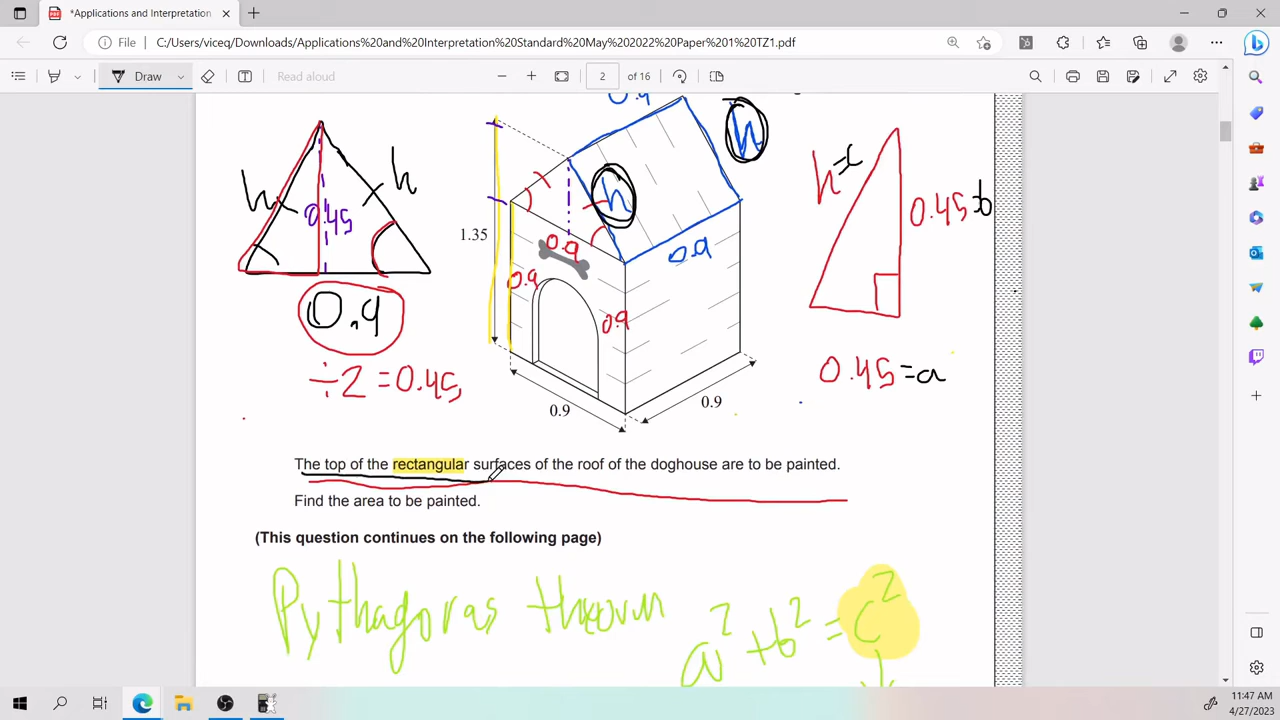 *Applications and Interpretation
File
C:/Users/viceq/Downloads/Applications%20and%20Interpretation%20Standard%20May%202022%20Paper%201%20TZ1.pdf
Draw
Read aloud
2
of 16
0.9
h
h
0.45
h
0.9
÷2 = 0.45
1.35
h
0.9
0.9
0.9
0.9
0.9
0.9
h=c
0.45=b
0.45=a
The top of the rectangular surfaces of the roof of the doghouse are to be painted.
Find the area to be painted.
(This question continues on the following page)
Pythagoras theorum
a²+b²=c²
11:47 AM
4/27/2023